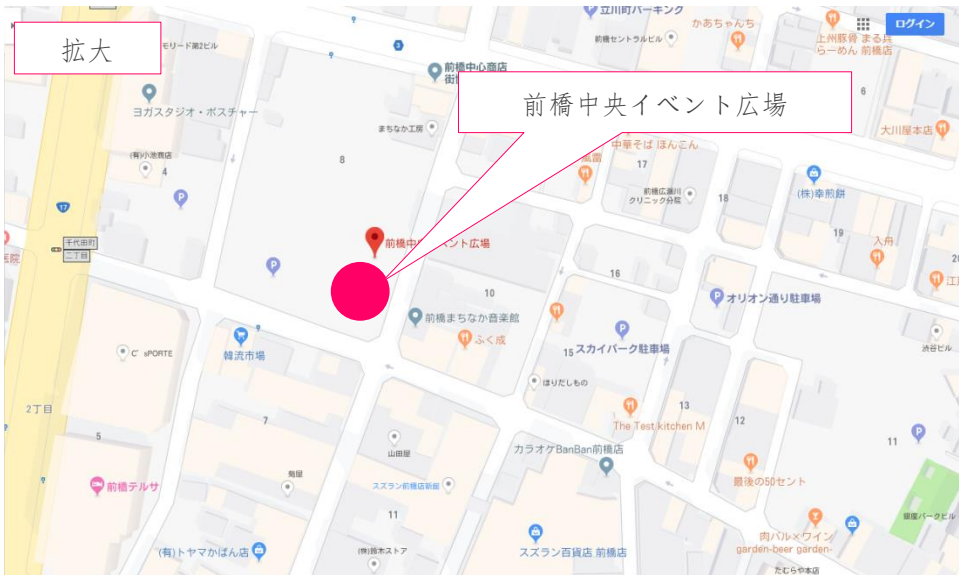 拡大
前橋中央イベント広場
ログイン
立川町パーキング
かあちゃんち
前橋セントラルビル
上州豚骨 まる具
らーめん 前橋店
モリード第2ビル
3
前橋中心商店
ヨガスタジオ・ポスチャー
まちなか工房
6
大川屋本店
中華そば ほんこん
17
(有)小池商店
4
8
前橋広瀬川
クリニック分院
18
(株)幸煎餅
17
千代田町
二丁目
19
入舟
20
医院
16
10
オリオン通り駐車場
前橋まちなか音楽館
ふく成
15
スカイパーク駐車場
渋谷ビル
C' sPORTE
韓流市場
ほりだしもの
2丁目
7
The Test kitchen M
13
12
5
山田屋
カラオケBanBan前橋店
11
前橋テルサ
菊屋
スズラン前橋店新館
最後の50セント
11
銀座パークビル
(有)トヤマかばん店
(株)鈴木ストア
スズラン百貨店 前橋店
肉バル×ワイン
garden-beer garden-
たむらや本店